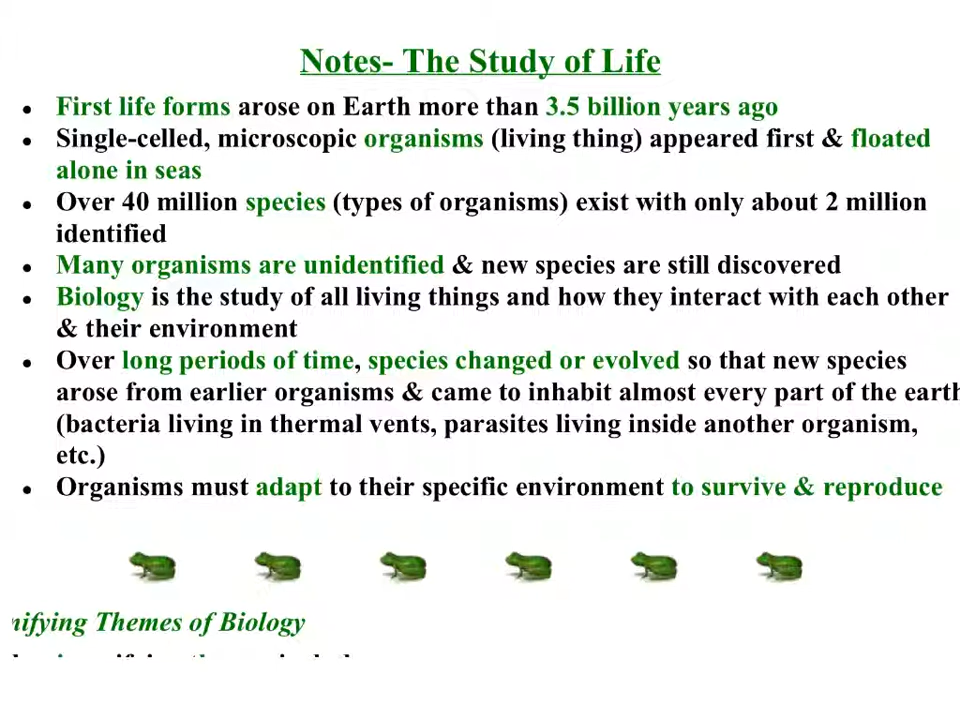 Notes- The Study of Life
• First life forms arose on Earth more than 3.5 billion years ago
• Single-celled, microscopic organisms (living thing) appeared first & floated
alone in seas
• Over 40 million species (types of organisms) exist with only about 2 million
identified
• Many organisms are unidentified & new species are still discovered
• Biology is the study of all living things and how they interact with each other
& their environment
• Over long periods of time, species changed or evolved so that new species
arose from earlier organisms & came to inhabit almost every part of the earth
(bacteria living in thermal vents, parasites living inside another organism,
etc.)
• Organisms must adapt to their specific environment to survive & reproduce
nifying Themes of Biology